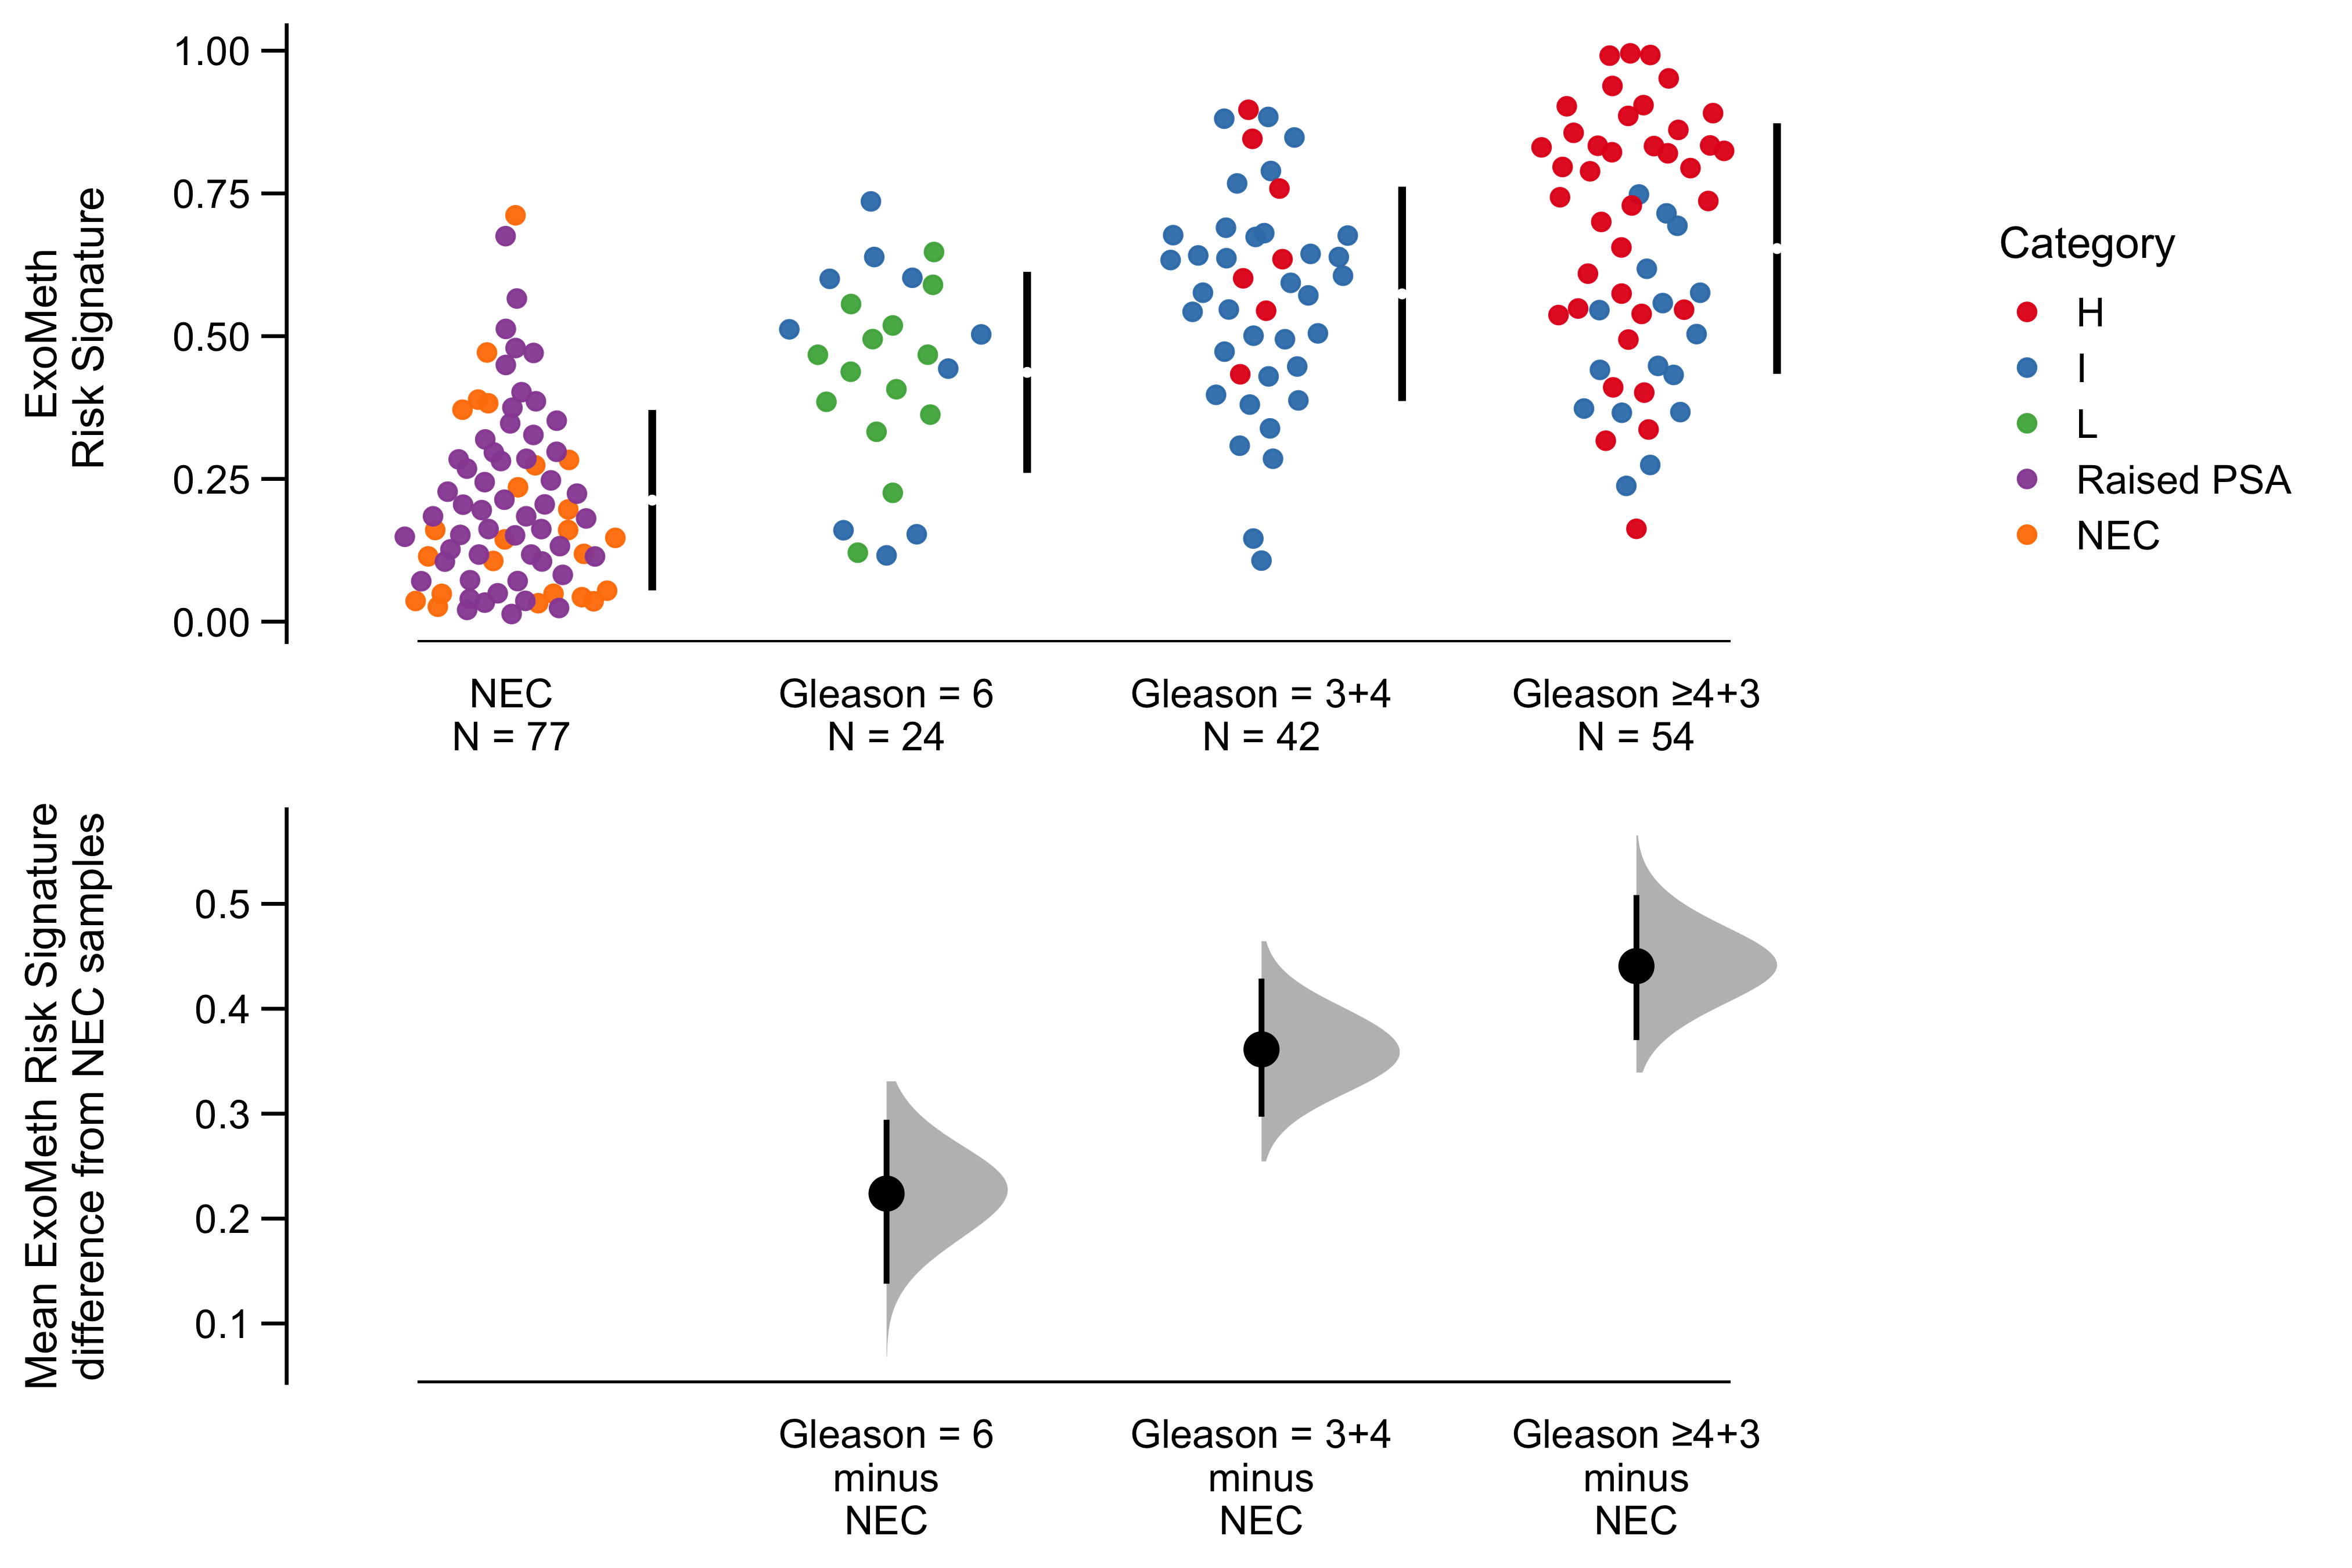 ExoMeth
Risk Signature
1.00
0.75
0.50
0.25
0.00
NEC
N = 77
Gleason = 6
N = 24
Gleason = 3+4
N = 42
Gleason ≥4+3
N = 54
Category
H
I
L
Raised PSA
NEC
Mean ExoMeth Risk Signature
difference from NEC samples
0.5
0.4
0.3
0.2
0.1
Gleason = 6
minus
NEC
Gleason = 3+4
minus
NEC
Gleason ≥4+3
minus
NEC